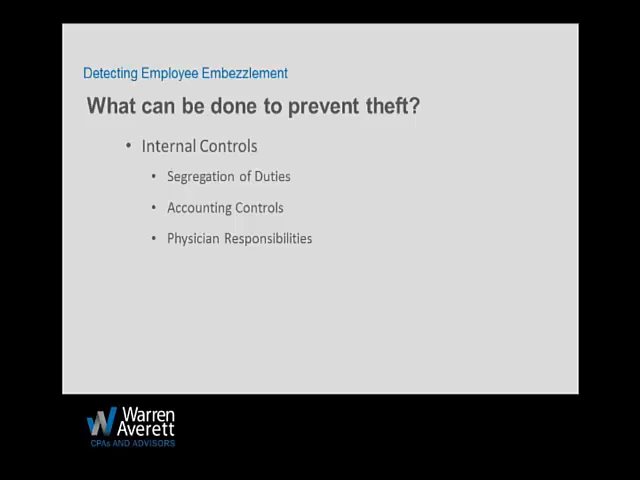 Detecting Employee Embezzlement
What can be done to prevent theft?
• Internal Controls
• Segregation of Duties
• Accounting Controls
• Physician Responsibilities
Warren
Averett
CPAs AND ADVISORS